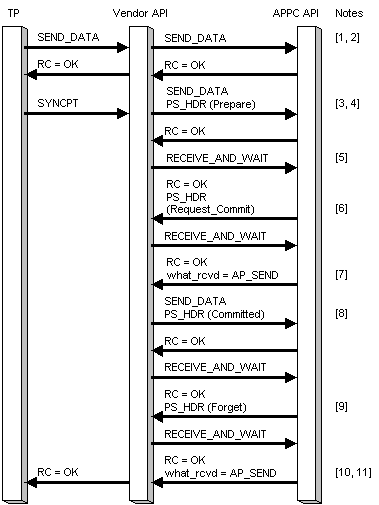 TP Vendor API APPC API Notes
SEND_DATA SEND_DATA [1, 2]
RC = OK RC = OK
SYNCPT SEND_DATA
PS_HDR (Prepare) [3, 4]
RC = OK
RECEIVE_AND_WAIT [5]
RC = OK
PS_HDR
(Request_Commit) [6]
RECEIVE_AND_WAIT
RC = OK
what_rcvd = AP_SEND [7]
SEND_DATA
PS_HDR (Committed) [8]
RC = OK
RECEIVE_AND_WAIT
RC = OK
PS_HDR (Forget) [9]
RECEIVE_AND_WAIT
RC = OK
RC = OK what_rcvd = AP_SEND [10, 11]